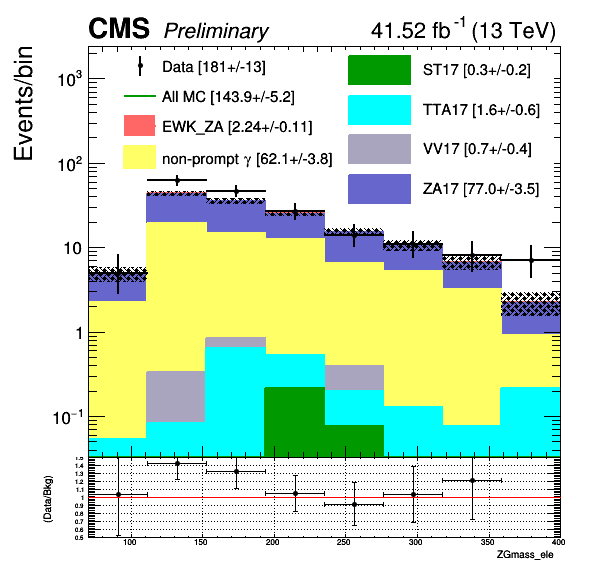 CMS Preliminary 41.52 fb⁻¹ (13 TeV)
Events/bin
10³
10²
10
1
10⁻¹
Data [181+/-13]
All MC [143.9+/-5.2]
EWK_ZA [2.24+/-0.11]
non-prompt γ [62.1+/-3.8]
ST17 [0.3+/-0.2]
TTA17 [1.6+/-0.6]
VV17 [0.7+/-0.4]
ZA17 [77.0+/-3.5]
(Data/Bkg)
1.5
1.4
1.3
1.2
1.1
1
0.9
0.8
0.7
0.6
0.5
100 150 200 250 300 350 400
ZGmass_ele